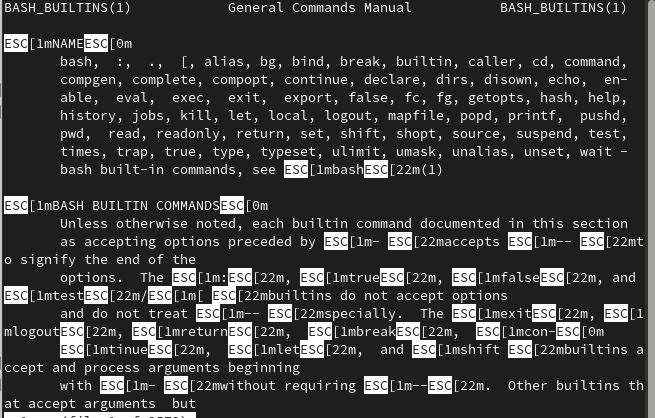 BASH_BUILTINS(1) General Commands Manual BASH_BUILTINS(1)
ESC[1mNAMEESC[0m
bash, :, ., [, alias, bg, bind, break, builtin, caller, cd, command,
compgen, complete, compopt, continue, declare, dirs, disown, echo, en-
able, eval, exec, exit, export, false, fc, fg, getopts, hash, help,
history, jobs, kill, let, local, logout, mapfile, popd, printf, pushd,
pwd, read, readonly, return, set, shift, shopt, source, suspend, test,
times, trap, true, type, typeset, ulimit, umask, unalias, unset, wait -
bash built-in commands, see ESC[1mbashESC[22m(1)
ESC[1mBASH BUILTIN COMMANDSESC[0m
Unless otherwise noted, each builtin command documented in this section
as accepting options preceded by ESC[1m- ESC[22maccepts ESC[1m-- ESC[22mt
o signify the end of the
options. The ESC[1m:ESC[22m, ESC[1mtrueESC[22m, ESC[1mfalseESC[22m, and
ESC[1mtestESC[22m/ESC[1m[ ESC[22mbuiltins do not accept options
and do not treat ESC[1m-- ESC[22mspecially. The ESC[1mexitESC[22m, ESC[1
mlogoutESC[22m, ESC[1mreturnESC[22m, ESC[1mbreakESC[22m, ESC[1mcon-ESC[0m
ESC[1mtinueESC[22m, ESC[1mletESC[22m, and ESC[1mshift ESC[22mbuiltins a
ccept and process arguments beginning
with ESC[1m- ESC[22mwithout requiring ESC[1m--ESC[22m. Other builtins th
at accept arguments but